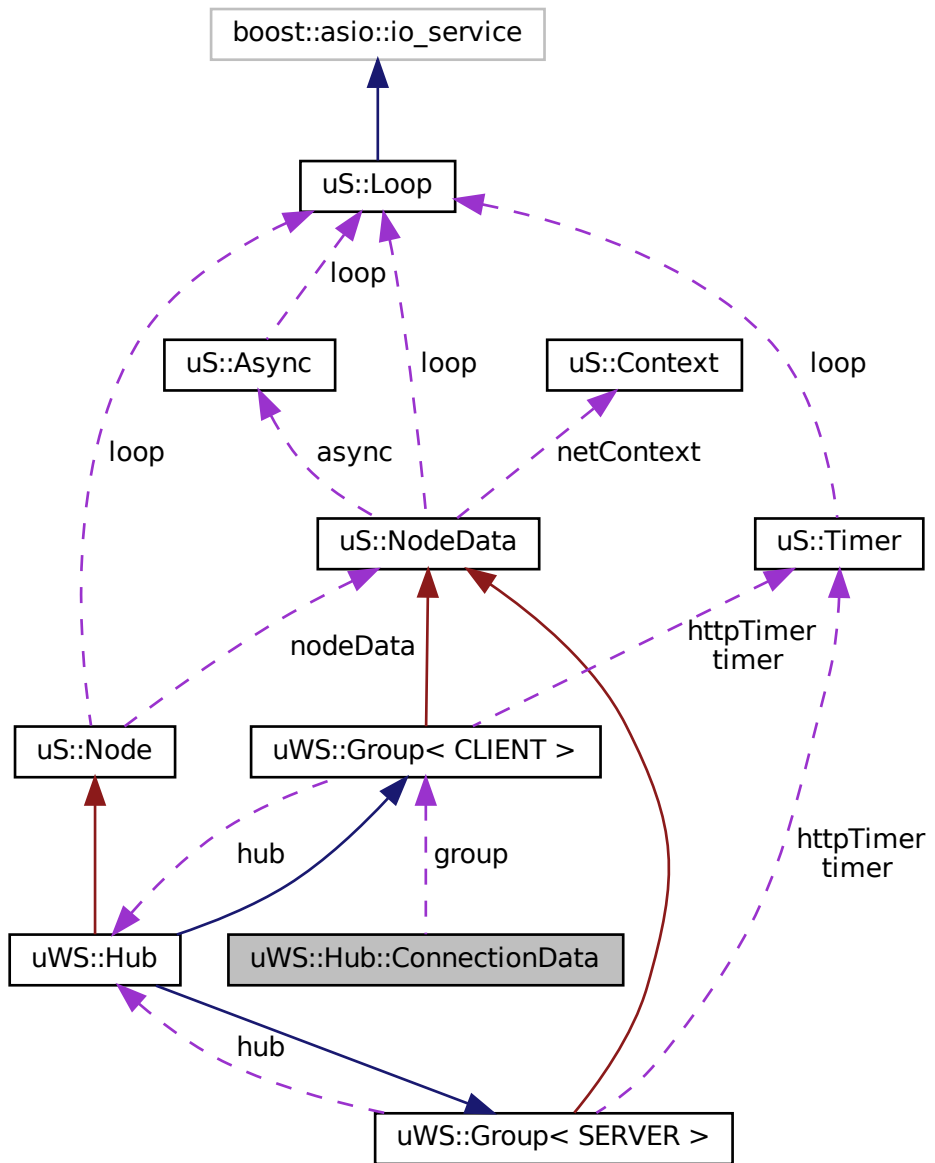 boost::asio::io_service
uS::Loop
loop
uS::Async
uS::Context
loop
loop
loop
async
netContext
uS::NodeData
uS::Timer
nodeData
httpTimer
timer
uS::Node
uWS::Group< CLIENT >
hub
group
httpTimer
timer
uWS::Hub
uWS::Hub::ConnectionData
hub
uWS::Group< SERVER >